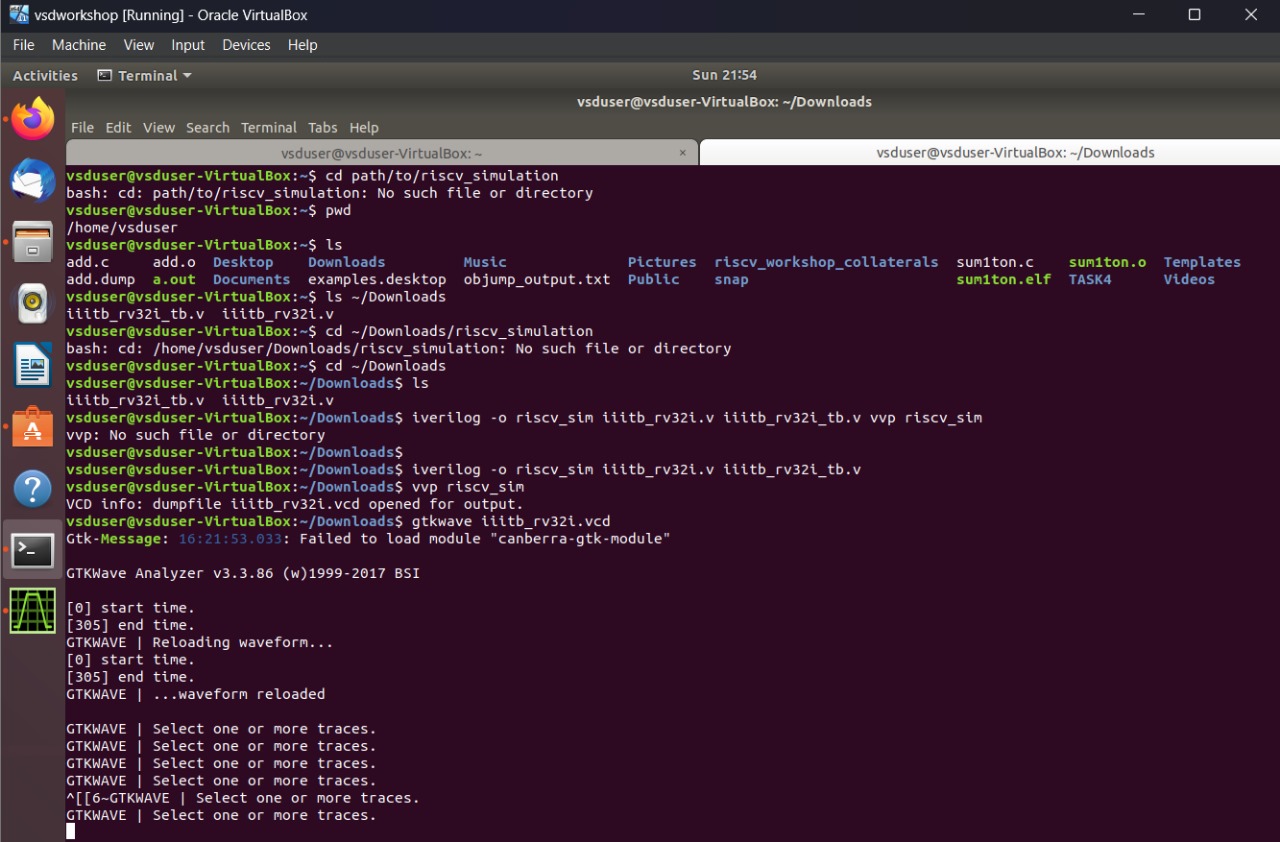 vsdworkshop [Running] - Oracle VirtualBox
File Machine View Input Devices Help
Activities Terminal Sun 21:54
vsduser@vsduser-VirtualBox: ~/Downloads
File Edit View Search Terminal Tabs Help
vsduser@vsduser-VirtualBox: ~ × vsduser@vsduser-VirtualBox: ~/Downloads
vsduser@vsduser-VirtualBox:~$ cd path/to/riscv_simulation
bash: cd: path/to/riscv_simulation: No such file or directory
vsduser@vsduser-VirtualBox:~$ pwd
/home/vsduser
vsduser@vsduser-VirtualBox:~$ ls
add.c add.o Desktop Downloads Music Pictures riscv_workshop_collaterals sum1ton.c sum1ton.o Templates
add.dump a.out Documents examples.desktop objump_output.txt Public snap sum1ton.elf TASK4 Videos
vsduser@vsduser-VirtualBox:~$ ls ~/Downloads
iiitb_rv32i_tb.v iiitb_rv32i.v
vsduser@vsduser-VirtualBox:~$ cd ~/Downloads/riscv_simulation
bash: cd: /home/vsduser/Downloads/riscv_simulation: No such file or directory
vsduser@vsduser-VirtualBox:~$ cd ~/Downloads
vsduser@vsduser-VirtualBox:~/Downloads$ ls
iiitb_rv32i_tb.v iiitb_rv32i.v
vsduser@vsduser-VirtualBox:~/Downloads$ iverilog -o riscv_sim iiitb_rv32i.v iiitb_rv32i_tb.v vvp riscv_sim
vvp: No such file or directory
vsduser@vsduser-VirtualBox:~/Downloads$
vsduser@vsduser-VirtualBox:~/Downloads$ iverilog -o riscv_sim iiitb_rv32i.v iiitb_rv32i_tb.v
vsduser@vsduser-VirtualBox:~/Downloads$ vvp riscv_sim
VCD info: dumpfile iiitb_rv32i.vcd opened for output.
vsduser@vsduser-VirtualBox:~/Downloads$ gtkwave iiitb_rv32i.vcd
Gtk-Message: 16:21:53.033: Failed to load module "canberra-gtk-module"
GTKWave Analyzer v3.3.86 (w)1999-2017 BSI
[0] start time.
[305] end time.
GTKWAVE | Reloading waveform...
[0] start time.
[305] end time.
GTKWAVE | ...waveform reloaded
GTKWAVE | Select one or more traces.
GTKWAVE | Select one or more traces.
GTKWAVE | Select one or more traces.
GTKWAVE | Select one or more traces.
^[[6~GTKWAVE | Select one or more traces.
GTKWAVE | Select one or more traces.